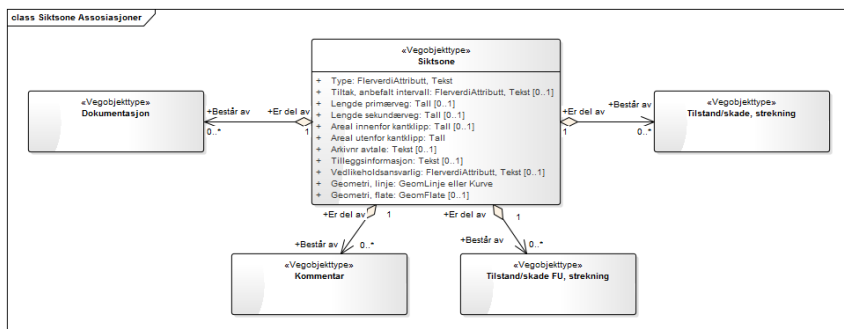 class Siktsone Assosiasjoner
«Vegobjekttype»
Siktsone
+ Type: FlerverdiAttributt, Tekst
+ Tiltak, anbefalt intervall: FlerverdiAttributt, Tekst [0..1]
+ Lengde primærveg: Tall [0..1]
+ Lengde sekundærveg: Tall [0..1]
+ Areal innenfor kantklipp: Tall [0..1]
+ Areal utenfor kantklipp: Tall
+ Arkivnr avtale: Tekst [0..1]
+ Tilleggsinformasjon: Tekst [0..1]
+ Vedlikeholdsansvarlig: FlerverdiAttributt, Tekst [0..1]
+ Geometri, linje: GeomLinje eller Kurve
+ Geometri, flate: GeomFlate [0..1]
«Vegobjekttype»
Dokumentasjon
+Består av
0..*
+Er del av
1
+Er del av
1
+Består av
0..*
«Vegobjekttype»
Tilstand/skade, strekning
+Er del av
1
+Består av
0..*
«Vegobjekttype»
Kommentar
+Er del av
1
+Består av
0..*
«Vegobjekttype»
Tilstand/skade FU, strekning